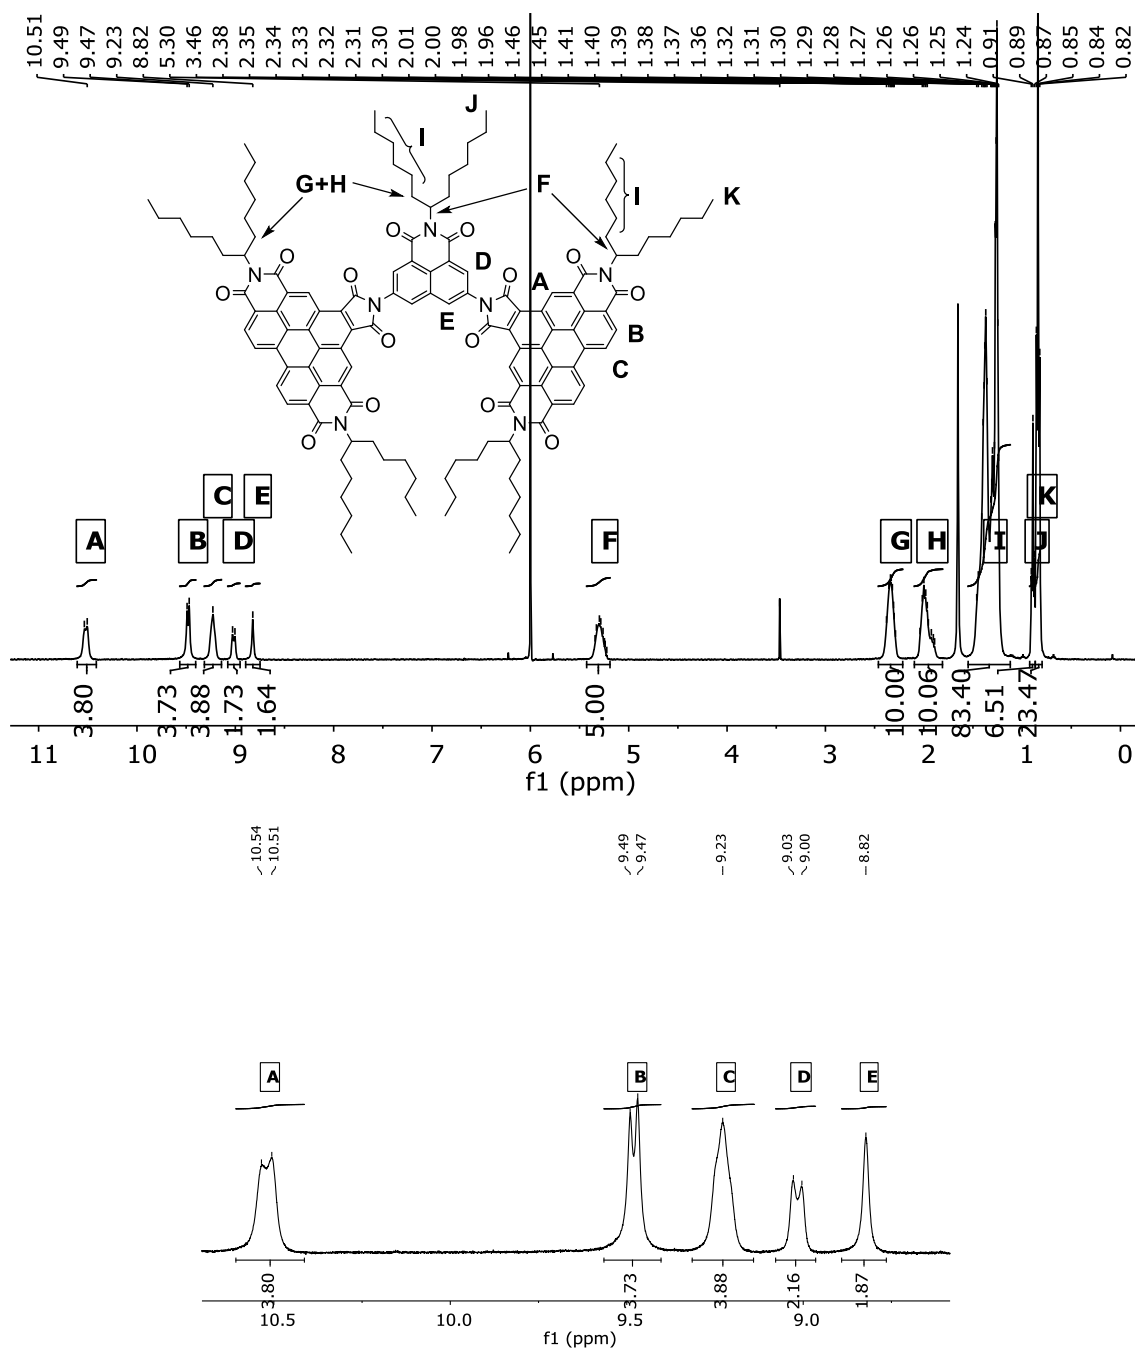 10.51 9.49 9.47 9.23 8.82 5.30 3.46 2.38 2.35 2.34 2.33 2.32 2.31 2.30 2.01 2.00 1.98 1.96 1.46 1.45 1.41 1.40 1.39 1.38 1.37 1.36 1.32 1.31 1.30 1.29 1.28 1.27 1.26 1.26 1.25 1.24 0.91 0.89 0.87 0.85 0.84 0.82
J
I
G+H F I K
N
O O
O N O
O O D O A O N O
N N
O E O
B
C
O O
O N O N O
C E K
A B D F G H I J
3.80 3.73 3.88 1.73 1.64 5.00 10.00 10.06 83.40 6.51 23.47
11 10 9 8 7 6 5 4 3 2 1 0
f1 (ppm)
10.54 10.51 9.49 9.47 9.23 9.03 9.00 8.82
A B C D E
3.80 3.73 3.88 2.16 1.87
10.5 10.0 9.5 9.0
f1 (ppm)